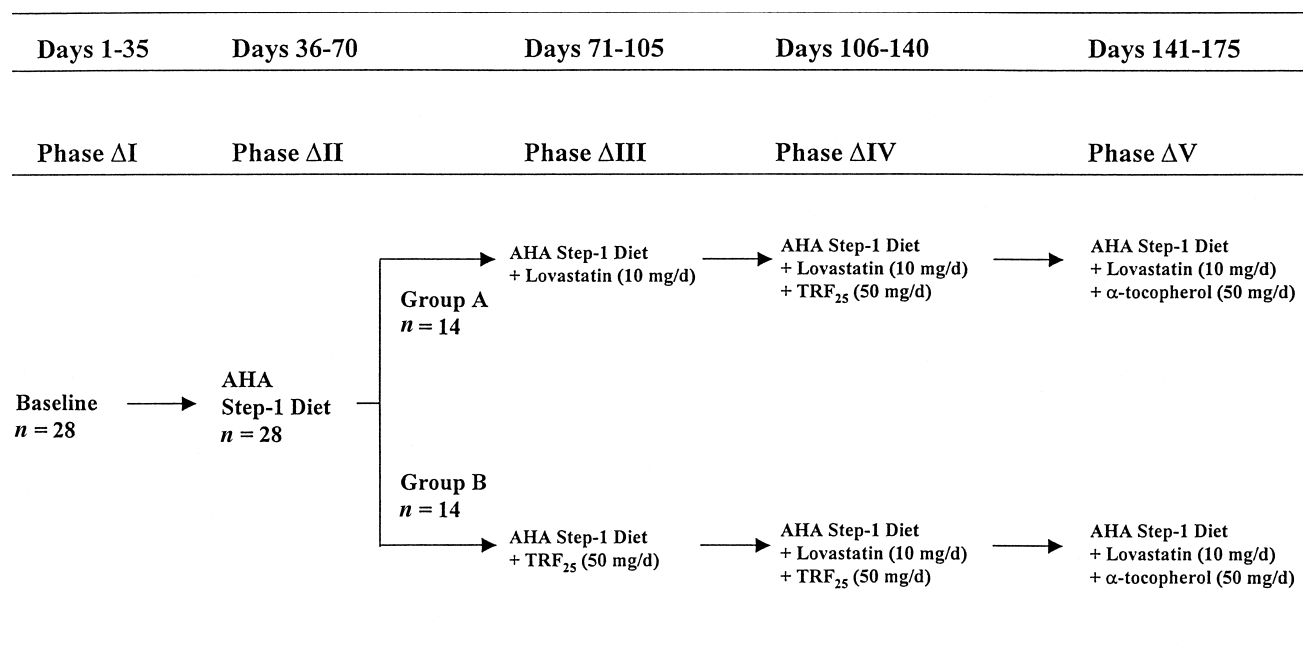 Days 1-35 Days 36-70 Days 71-105 Days 106-140 Days 141-175
Phase ΔI Phase ΔII Phase ΔIII Phase ΔIV Phase ΔV
Baseline
n = 28
AHA
Step-1 Diet
n = 28
Group A
n = 14
AHA Step-1 Diet
+ Lovastatin (10 mg/d)
AHA Step-1 Diet
+ Lovastatin (10 mg/d)
+ TRF25 (50 mg/d)
AHA Step-1 Diet
+ Lovastatin (10 mg/d)
+ α-tocopherol (50 mg/d)
Group B
n = 14
AHA Step-1 Diet
+ TRF25 (50 mg/d)
AHA Step-1 Diet
+ Lovastatin (10 mg/d)
+ TRF25 (50 mg/d)
AHA Step-1 Diet
+ Lovastatin (10 mg/d)
+ α-tocopherol (50 mg/d)